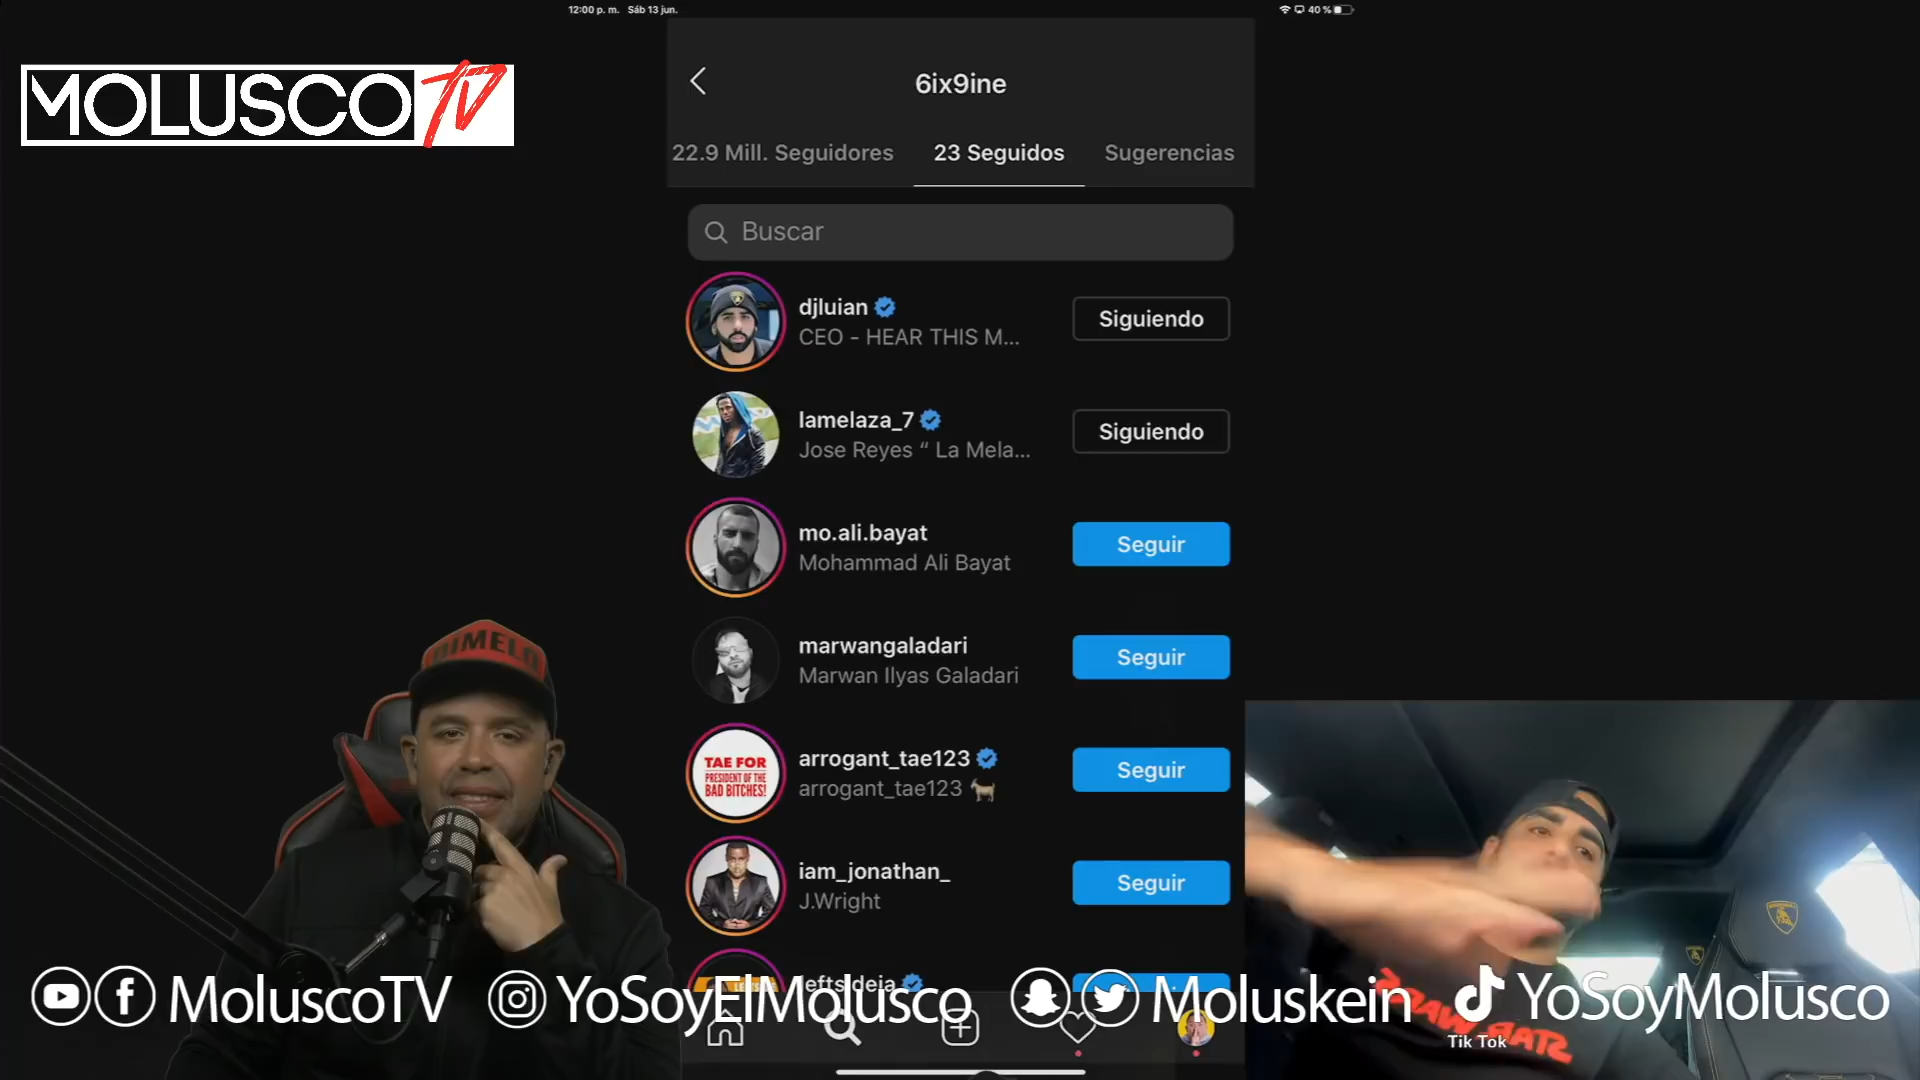 12:00 p. m. Sáb 13 jun.
40 %
MOLUSCO TV
6ix9ine
22.9 Mill. Seguidores
23 Seguidos
Sugerencias
Buscar
djluian
CEO - HEAR THIS M...
Siguiendo
lamelaza_7
Jose Reyes “ La Mela...
Siguiendo
mo.ali.bayat
Mohammad Ali Bayat
Seguir
marwangaladari
Marwan Ilyas Galadari
Seguir
TAE FOR
PRESIDENT OF THE
BAD BITCHES!
arrogant_tae123
arrogant_tae123
Seguir
iam_jonathan_
J.Wright
Seguir
DIMELO
MoluscoTV
YoSoyElMolusco
Moluskein
YoSoyMolusco
Tik Tok
STAR WARS